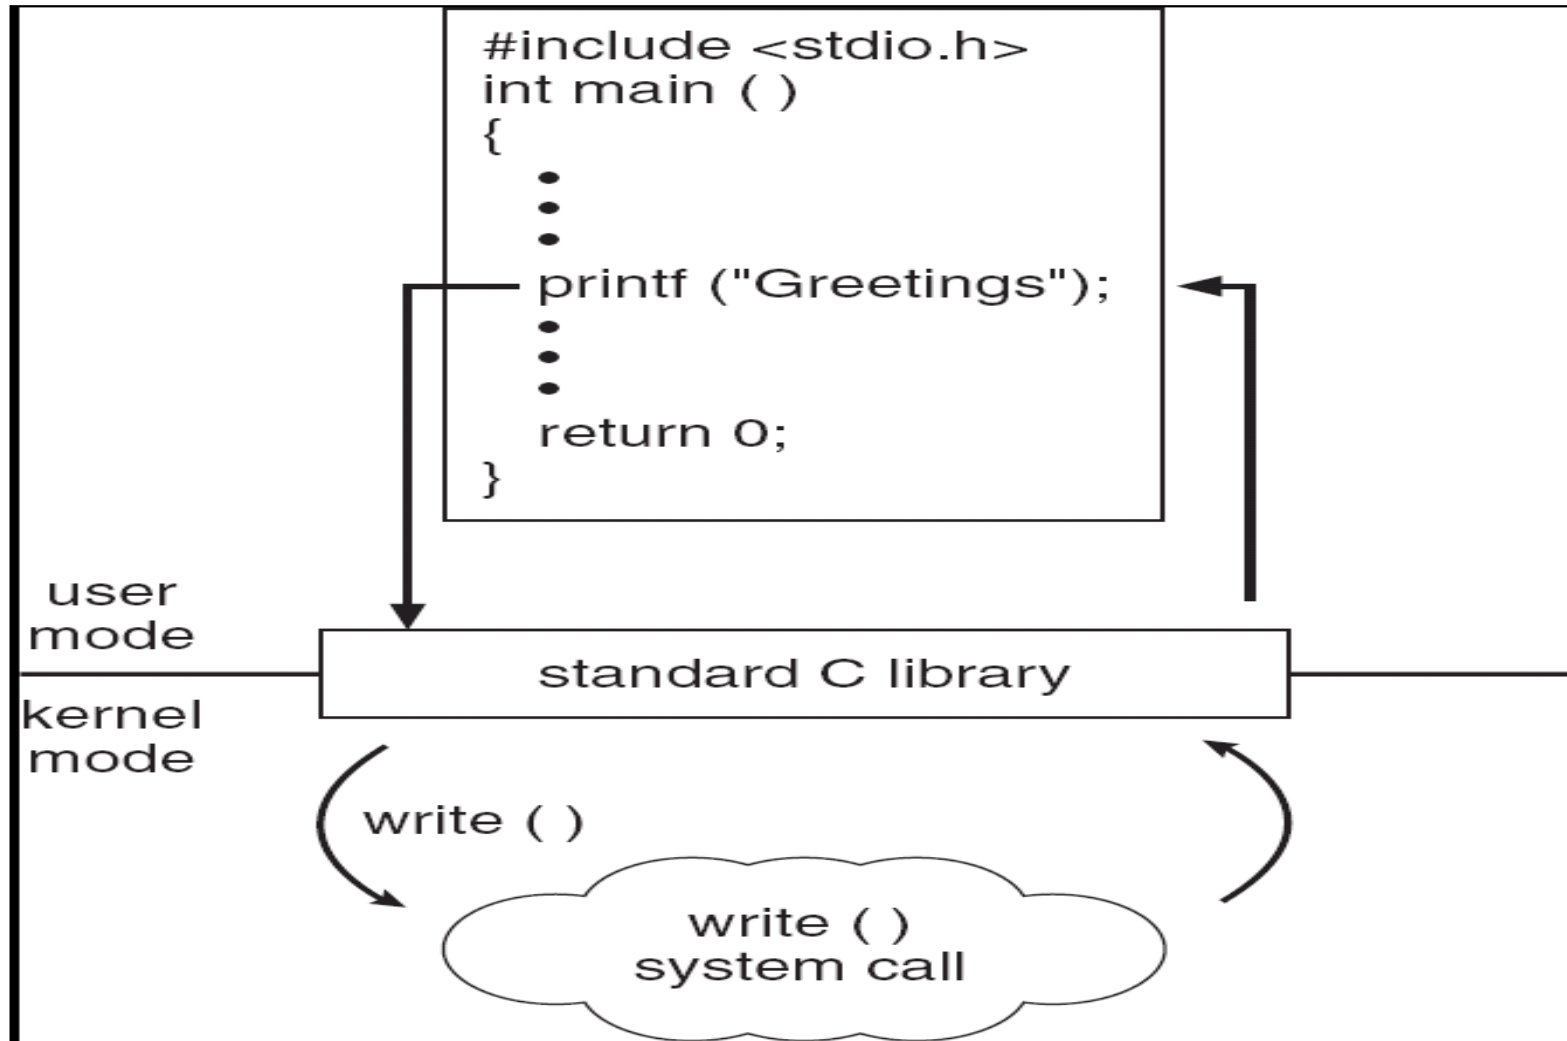 #include <stdio.h>
int main ( )
{
•
•
•
printf ("Greetings");
•
•
•
return 0;
}
user
mode
standard C library
kernel
mode
write ( )
write ( )
system call